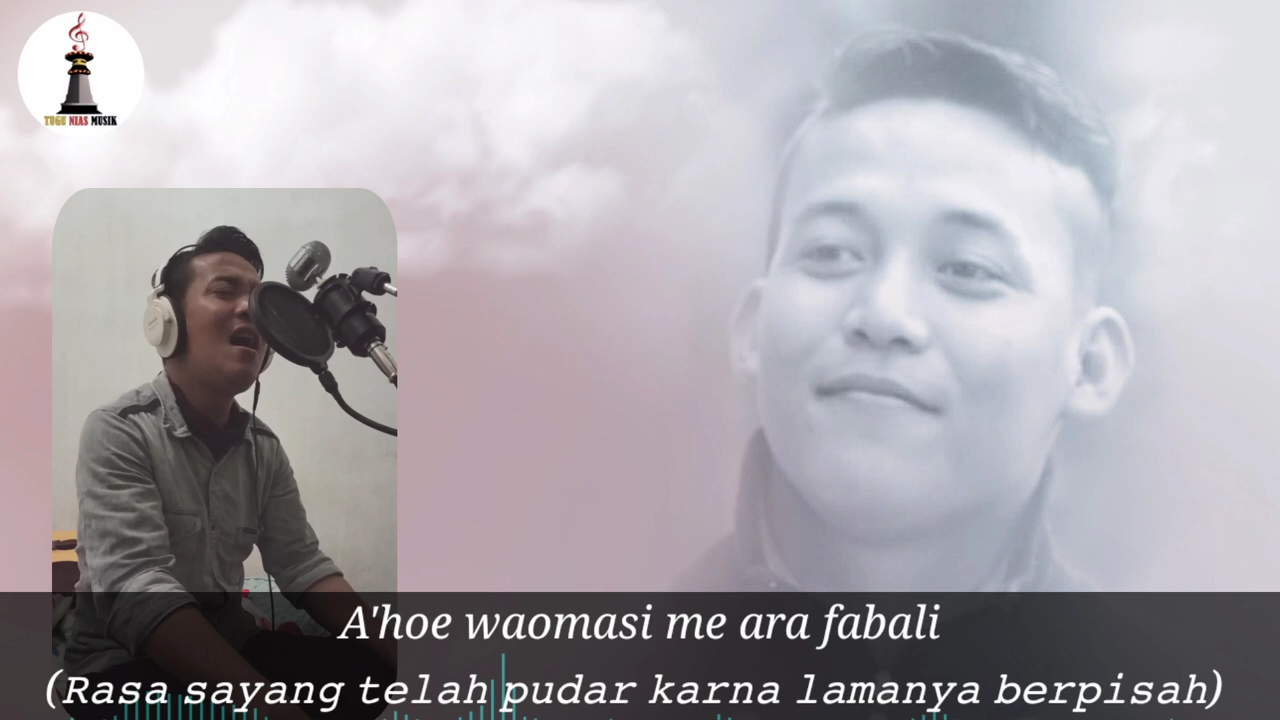 TUGU NIAS MUSIK
A'hoe waomasi me ara fabali
(Rasa sayang telah pudar karna lamanya berpisah)